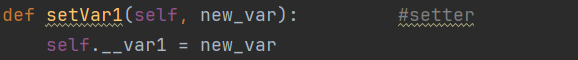 def setVar1(self, new_var):          #setter
    self.__var1 = new_var